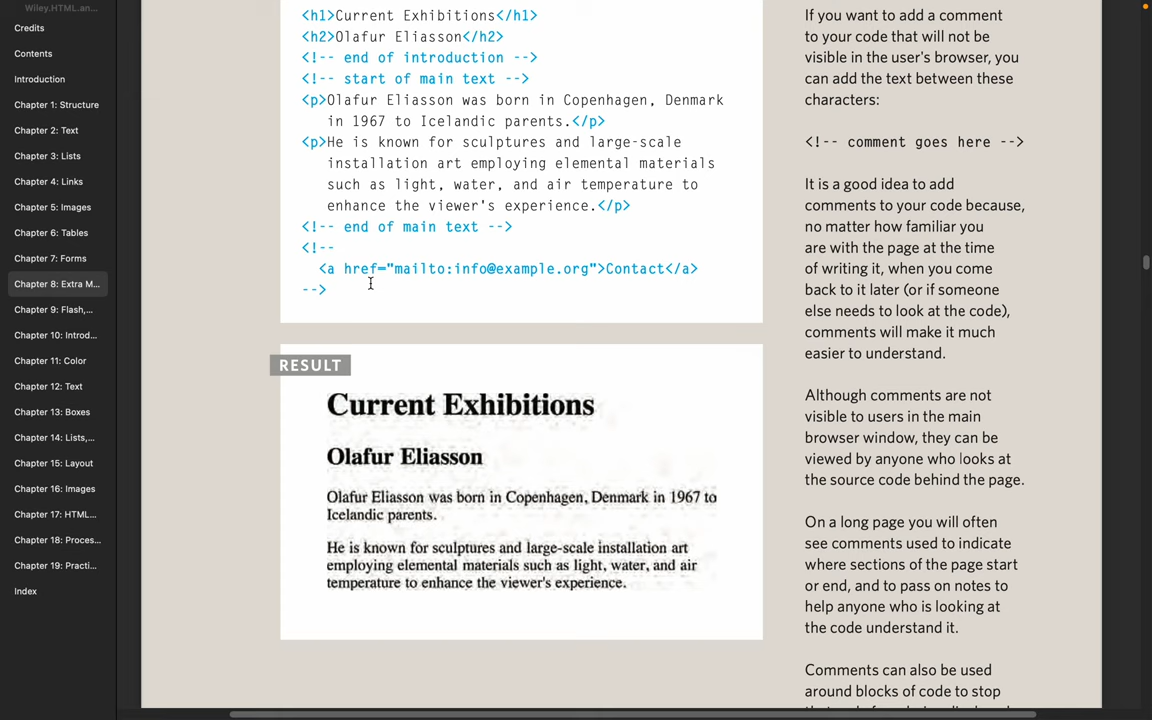 Wiley.HTML.an...
Credits
Contents
Introduction
Chapter 1: Structure
Chapter 2: Text
Chapter 3: Lists
Chapter 4: Links
Chapter 5: Images
Chapter 6: Tables
Chapter 7: Forms
Chapter 8: Extra M...
Chapter 9: Flash,...
Chapter 10: Introd...
Chapter 11: Color
Chapter 12: Text
Chapter 13: Boxes
Chapter 14: Lists,...
Chapter 15: Layout
Chapter 16: Images
Chapter 17: HTML...
Chapter 18: Proces...
Chapter 19: Practi...
Index
<h1>Current Exhibitions</h1>
<h2>Olafur Eliasson</h2>
<!-- end of introduction -->
<!-- start of main text -->
<p>Olafur Eliasson was born in Copenhagen, Denmark
in 1967 to Icelandic parents.</p>
<p>He is known for sculptures and large-scale
installation art employing elemental materials
such as light, water, and air temperature to
enhance the viewer's experience.</p>
<!-- end of main text -->
<!--
<a href="mailto:info@example.org">Contact</a>
-->
RESULT
Current Exhibitions
Olafur Eliasson
Olafur Eliasson was born in Copenhagen, Denmark in 1967 to
Icelandic parents.
He is known for sculptures and large-scale installation art
employing elemental materials such as light, water, and air
temperature to enhance the viewer's experience.
If you want to add a comment
to your code that will not be
visible in the user's browser, you
can add the text between these
characters:
<!-- comment goes here -->
It is a good idea to add
comments to your code because,
no matter how familiar you
are with the page at the time
of writing it, when you come
back to it later (or if someone
else needs to look at the code),
comments will make it much
easier to understand.
Although comments are not
visible to users in the main
browser window, they can be
viewed by anyone who looks at
the source code behind the page.
On a long page you will often
see comments used to indicate
where sections of the page start
or end, and to pass on notes to
help anyone who is looking at
the code understand it.
Comments can also be used
around blocks of code to stop